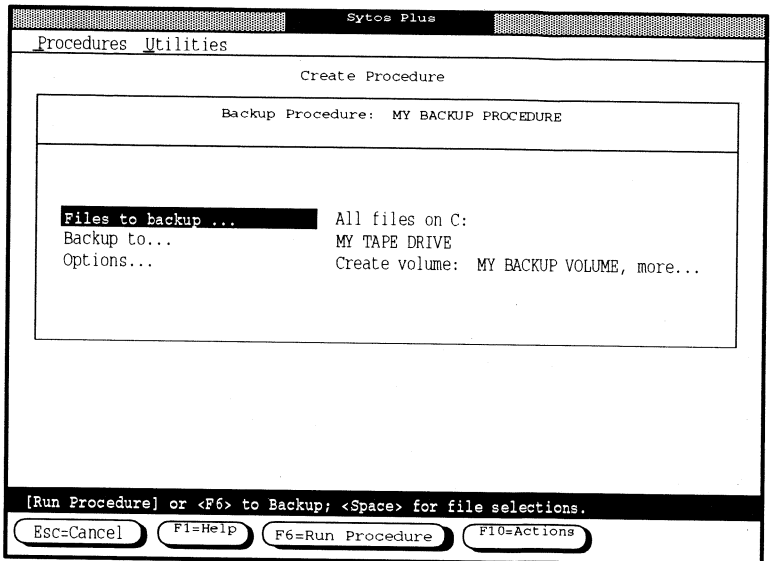 Sytos Plus
Procedures Utilities
Create Procedure
Backup Procedure: MY BACKUP PROCEDURE
Files to backup ... All files on C:
Backup to... MY TAPE DRIVE
Options... Create volume: MY BACKUP VOLUME, more...
[Run Procedure] or <F6> to Backup; <Space> for file selections.
Esc=Cancel F1=Help F6=Run Procedure F10=Actions